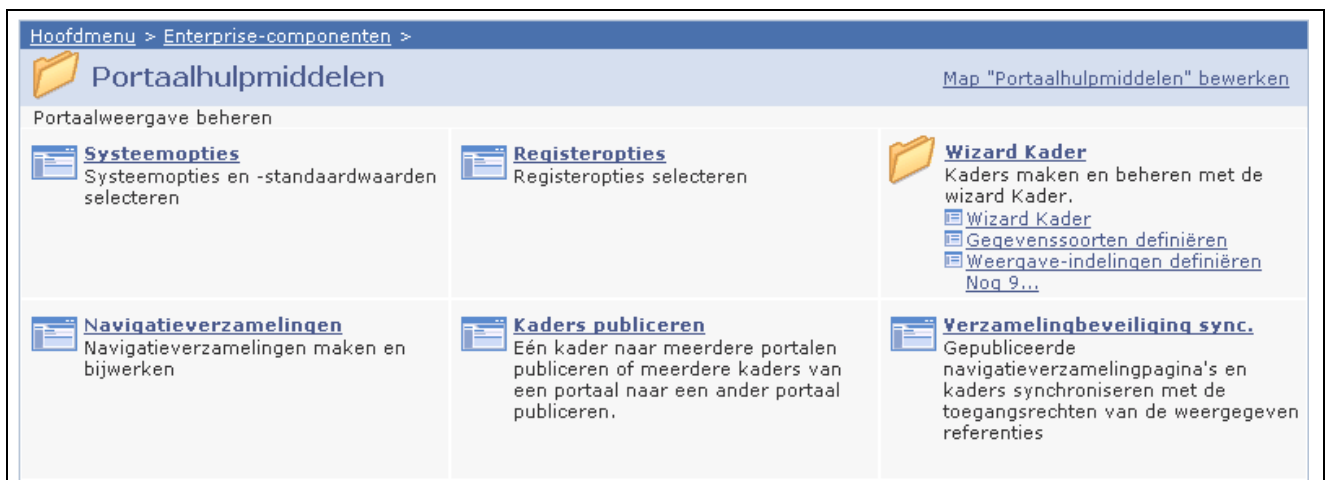 Hoofdmenu > Enterprise-componenten >
Portaalhulpmiddelen
Map "Portaalhulpmiddelen" bewerken
Portaalweergave beheren
Systeemopties
Systeemopties en -standaardwaarden
selecteren
Registeropties
Registeropties selecteren
Wizard Kader
Kaders maken en beheren met de
wizard Kader.
Wizard Kader
Gegevenssoorten definiëren
Weergave-indelingen definiëren
Nog 9...
Navigatieverzamelingen
Navigatieverzamelingen maken en
bijwerken
Kaders publiceren
Eén kader naar meerdere portalen
publiceren of meerdere kaders van
een portaal naar een ander portaal
publiceren.
Verzamelingbeveiliging sync.
Gepubliceerde
navigatieverzamelingpagina's en
kaders synchroniseren met de
toegangsrechten van de weergegeven
referenties